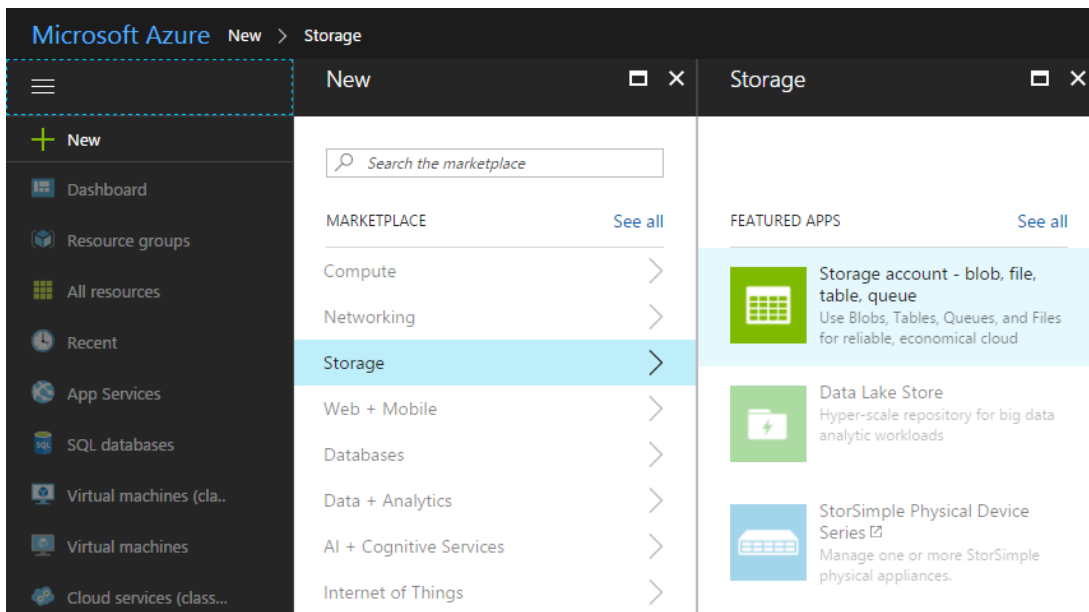 Microsoft Azure New > Storage
New
Storage
New
Search the marketplace
Dashboard
MARKETPLACE See all
FEATURED APPS See all
Resource groups
Compute
Storage account - blob, file,
table, queue
Use Blobs, Tables, Queues, and Files
for reliable, economical cloud
All resources
Networking
Recent
Storage
App Services
Web + Mobile
Data Lake Store
Hyper-scale repository for big data
analytic workloads
SQL databases
Databases
Virtual machines (cla..
Data + Analytics
StorSimple Physical Device
Series
Manage one or more StorSimple
physical appliances.
Virtual machines
AI + Cognitive Services
Cloud services (class...
Internet of Things